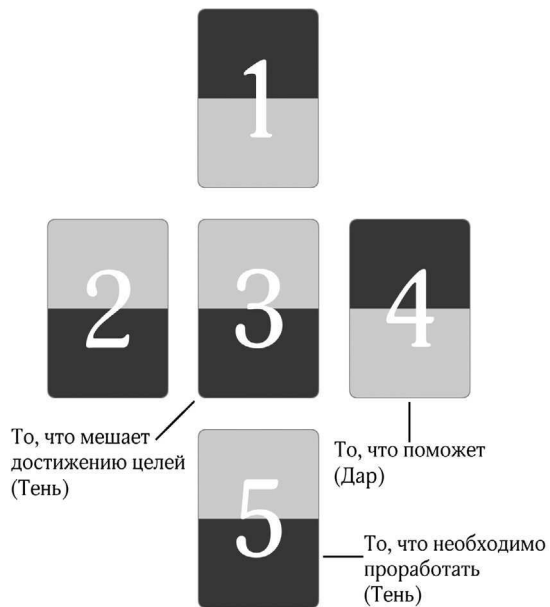 1
2
3
4
То, что мешает
достижению целей
(Тень)
То, что поможет
(Дар)
5
То, что необходимо
проработать
(Тень)